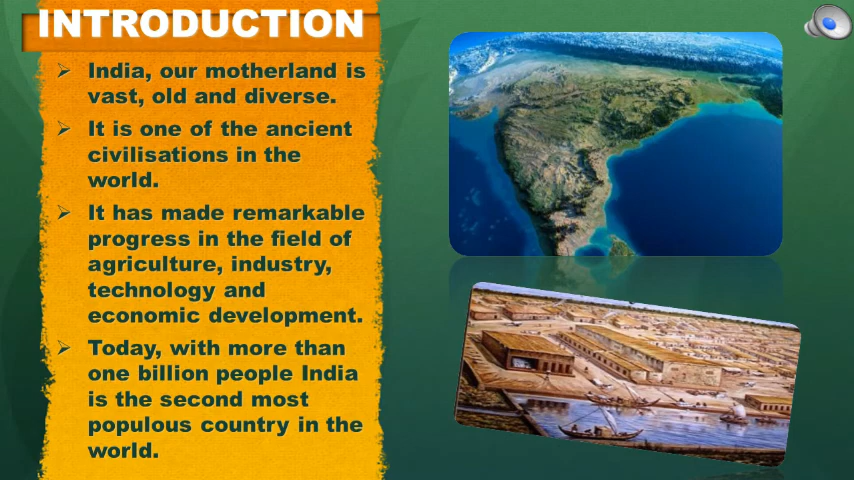 INTRODUCTION
India, our motherland is
vast, old and diverse.
It is one of the ancient
civilisations in the
world.
It has made remarkable
progress in the field of
agriculture, industry,
technology and
economic development.
Today, with more than
one billion people India
is the second most
populous country in the
world.